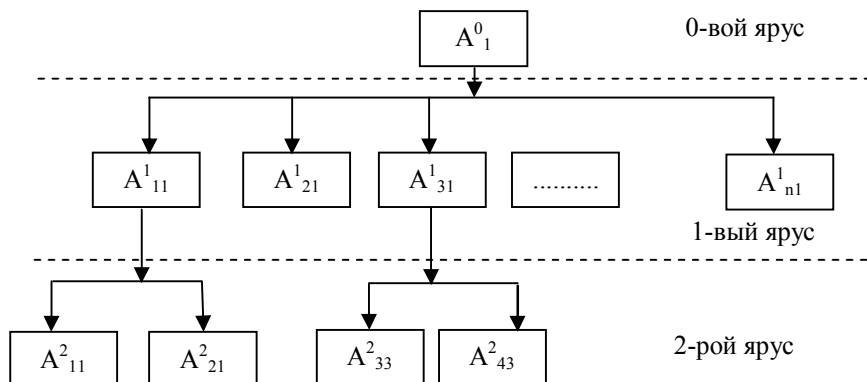 A⁰₁ 0-вой ярус
A¹₁₁ A¹₂₁ A¹₃₁ .......... A¹ₙ₁
1-вый ярус
A²₁₁ A²₂₁ A²₃₃ A²₄₃ 2-рой ярус